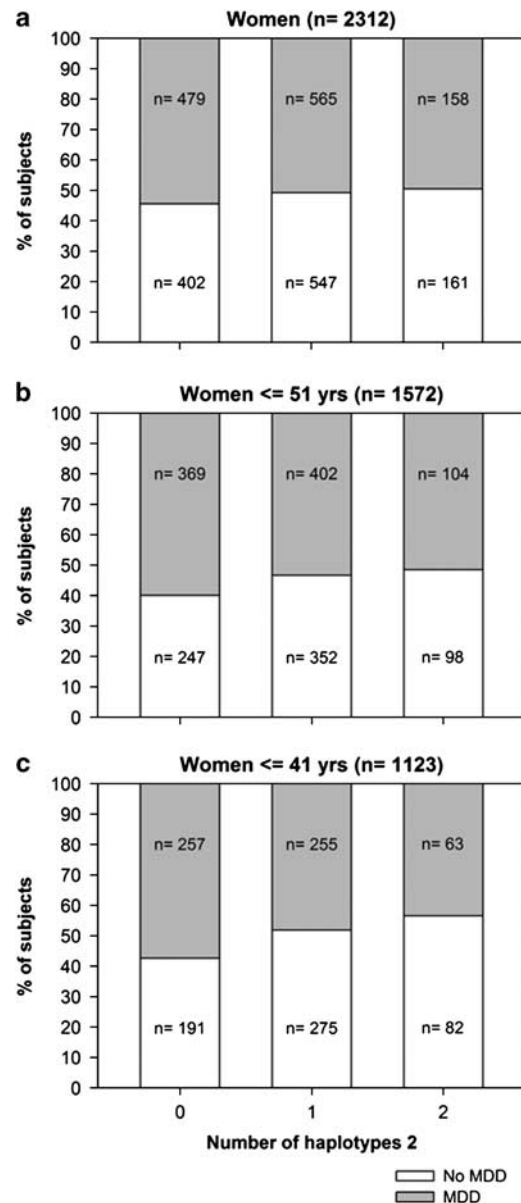 a
Women (n= 2312)
% of subjects
100
90
80
70
60
50
40
30
20
10
0
n= 479 n= 565 n= 158
n= 402 n= 547 n= 161
b
Women <= 51 yrs (n= 1572)
% of subjects
100
90
80
70
60
50
40
30
20
10
0
n= 369 n= 402 n= 104
n= 247 n= 352 n= 98
c
Women <= 41 yrs (n= 1123)
% of subjects
100
90
80
70
60
50
40
30
20
10
0
n= 257 n= 255 n= 63
n= 191 n= 275 n= 82
0 1 2
Number of haplotypes 2
No MDD
MDD